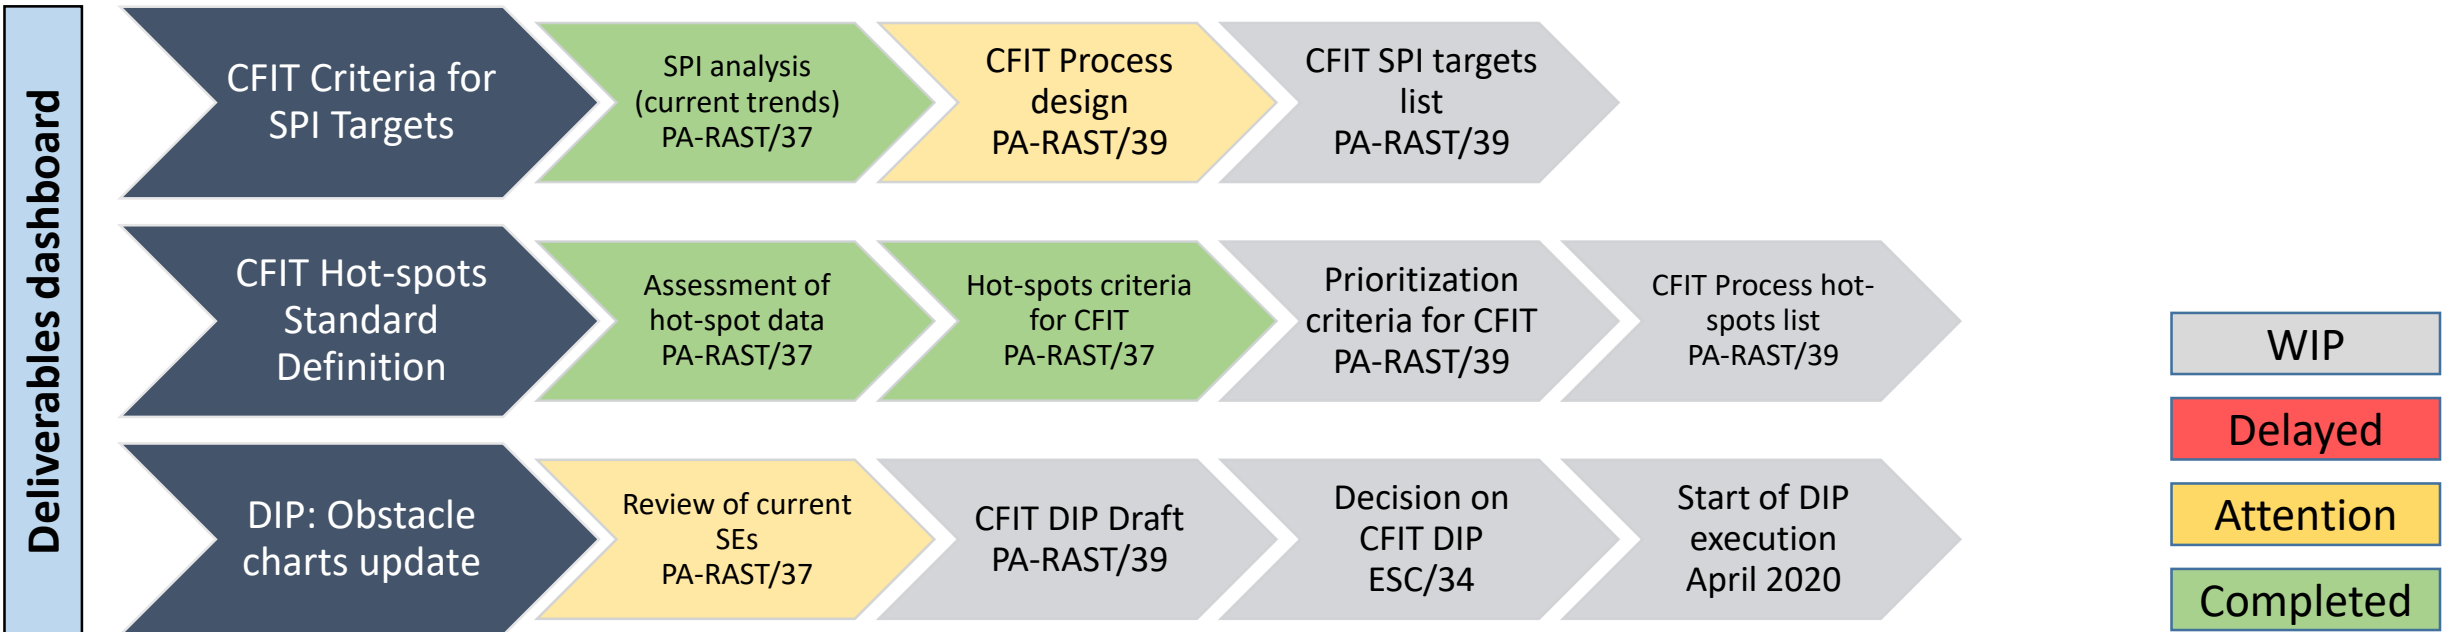 Deliverables dashboard
CFIT Criteria for
SPI Targets
SPI analysis
(current trends)
PA-RAST/37
CFIT Process
design
PA-RAST/39
CFIT SPI targets
list
PA-RAST/39
CFIT Hot-spots
Standard
Definition
Assessment of
hot-spot data
PA-RAST/37
Hot-spots criteria
for CFIT
PA-RAST/37
Prioritization
criteria for CFIT
PA-RAST/39
CFIT Process hot-
spots list
PA-RAST/39
DIP: Obstacle
charts update
Review of current
SEs
PA-RAST/37
CFIT DIP Draft
PA-RAST/39
Decision on
CFIT DIP
ESC/34
Start of DIP
execution
April 2020
WIP
Delayed
Attention
Completed